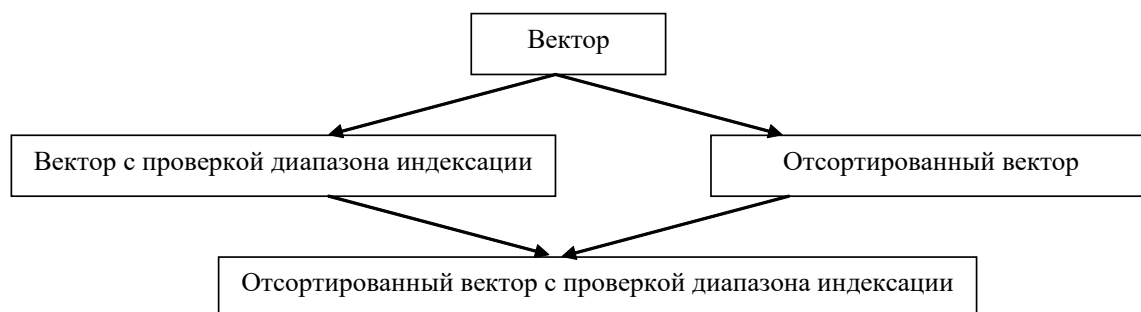 Вектор
Вектор с проверкой диапазона индексации
Отсортированный вектор
Отсортированный вектор с проверкой диапазона индексации